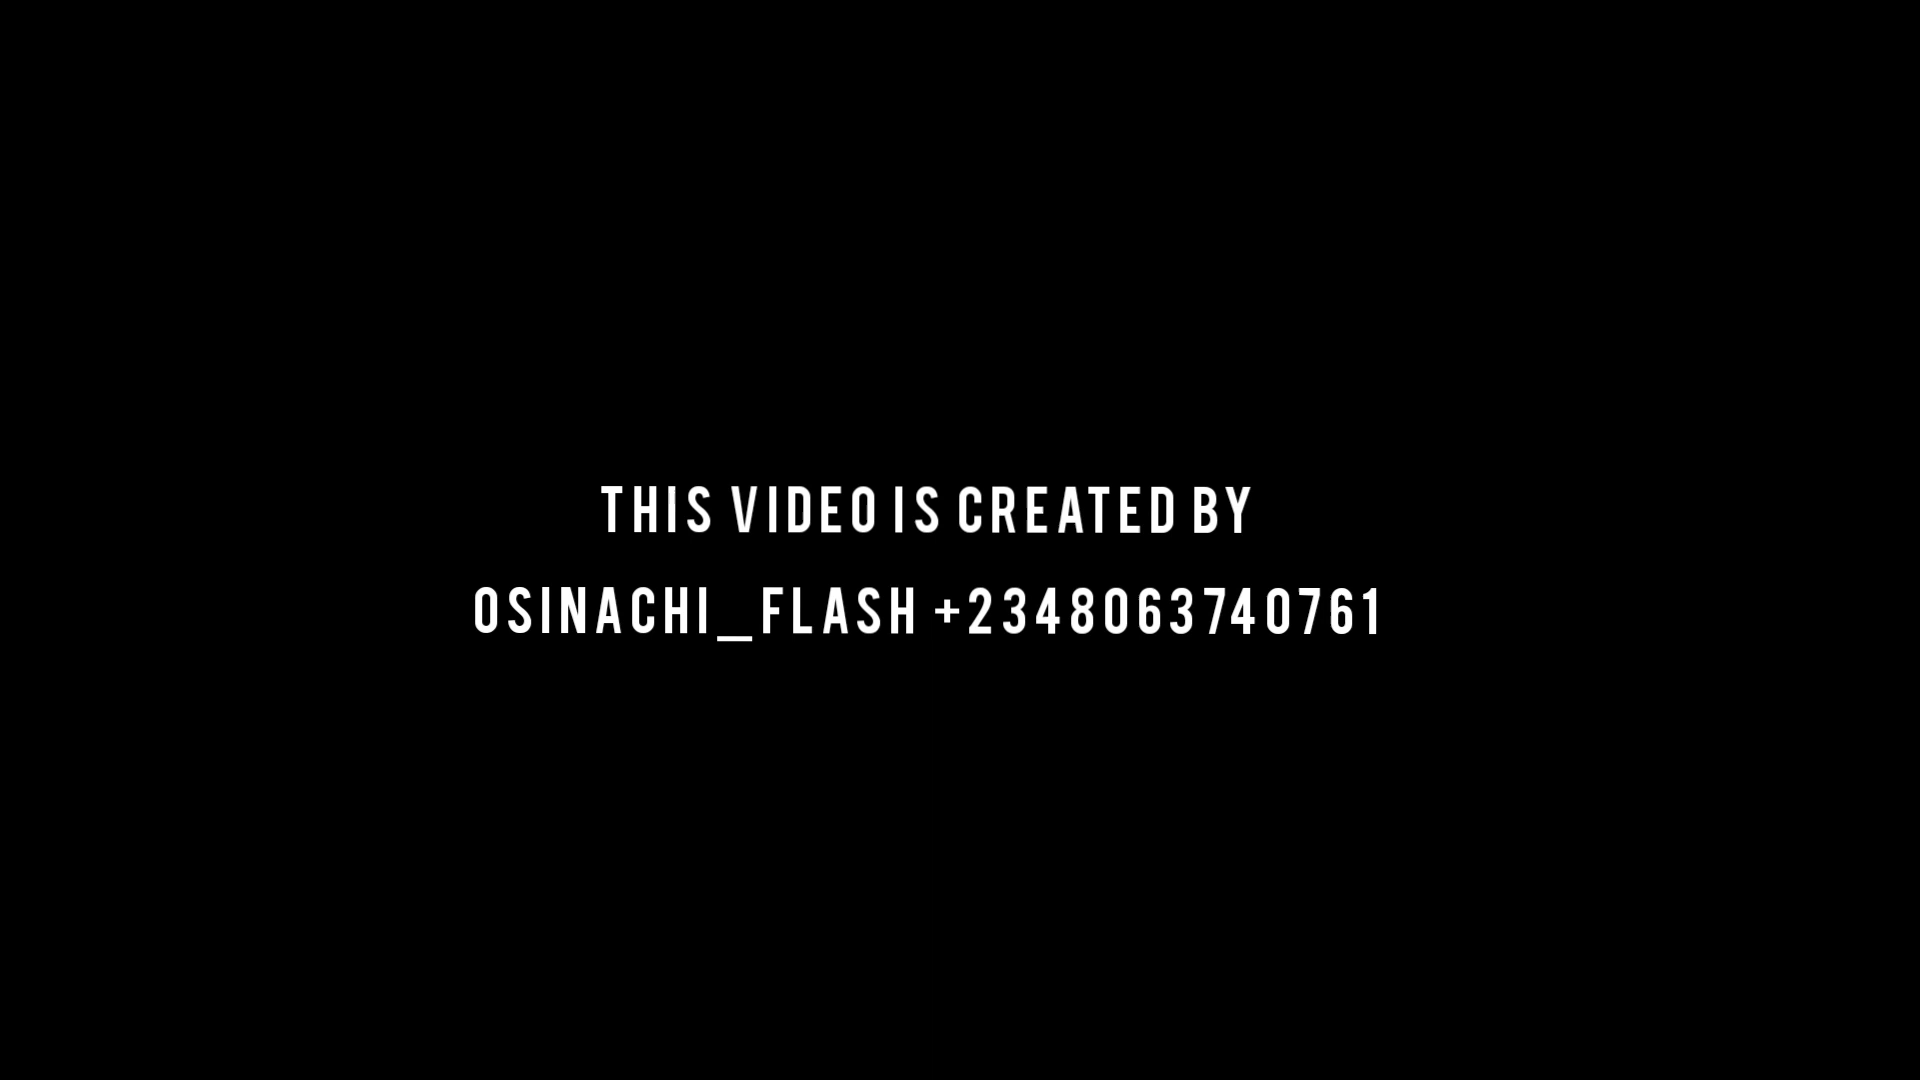 THIS VIDEO IS CREATED BY
OSINACHI_FLASH +2348063740761